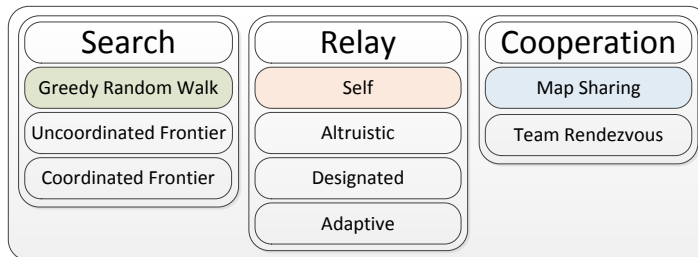 Search
Greedy Random Walk
Uncoordinated Frontier
Coordinated Frontier
Relay
Self
Altruistic
Designated
Adaptive
Cooperation
Map Sharing
Team Rendezvous